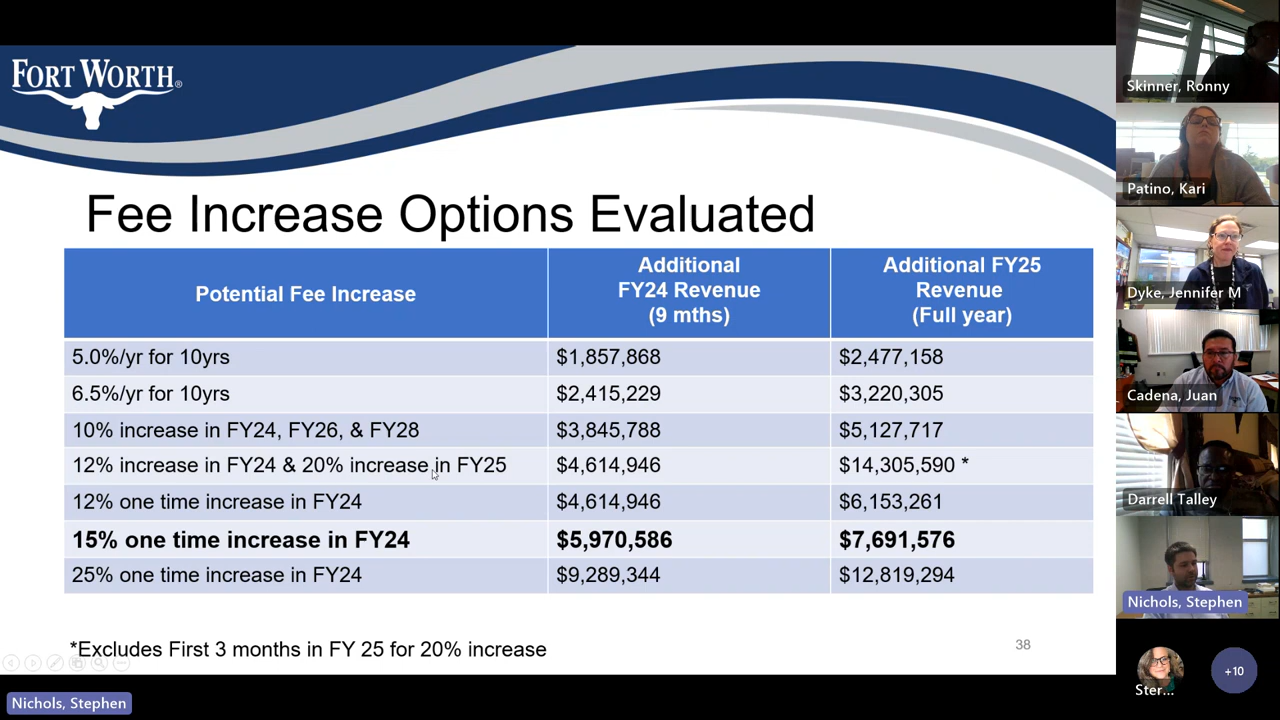 FORT WORTH®
Fee Increase Options Evaluated
Potential Fee Increase
Additional
FY24 Revenue
(9 mths)
Additional FY25
Revenue
(Full year)
5.0%/yr for 10yrs
$1,857,868
$2,477,158
6.5%/yr for 10yrs
$2,415,229
$3,220,305
10% increase in FY24, FY26, & FY28
$3,845,788
$5,127,717
12% increase in FY24 & 20% increase in FY25
$4,614,946
$14,305,590 *
12% one time increase in FY24
$4,614,946
$6,153,261
15% one time increase in FY24
$5,970,586
$7,691,576
25% one time increase in FY24
$9,289,344
$12,819,294
*Excludes First 3 months in FY 25 for 20% increase
38
Nichols, Stephen
Skinner, Ronny
Patino, Kari
Dyke, Jennifer M
Cadena, Juan
Darrell Talley
Nichols, Stephen
Ster...
+10